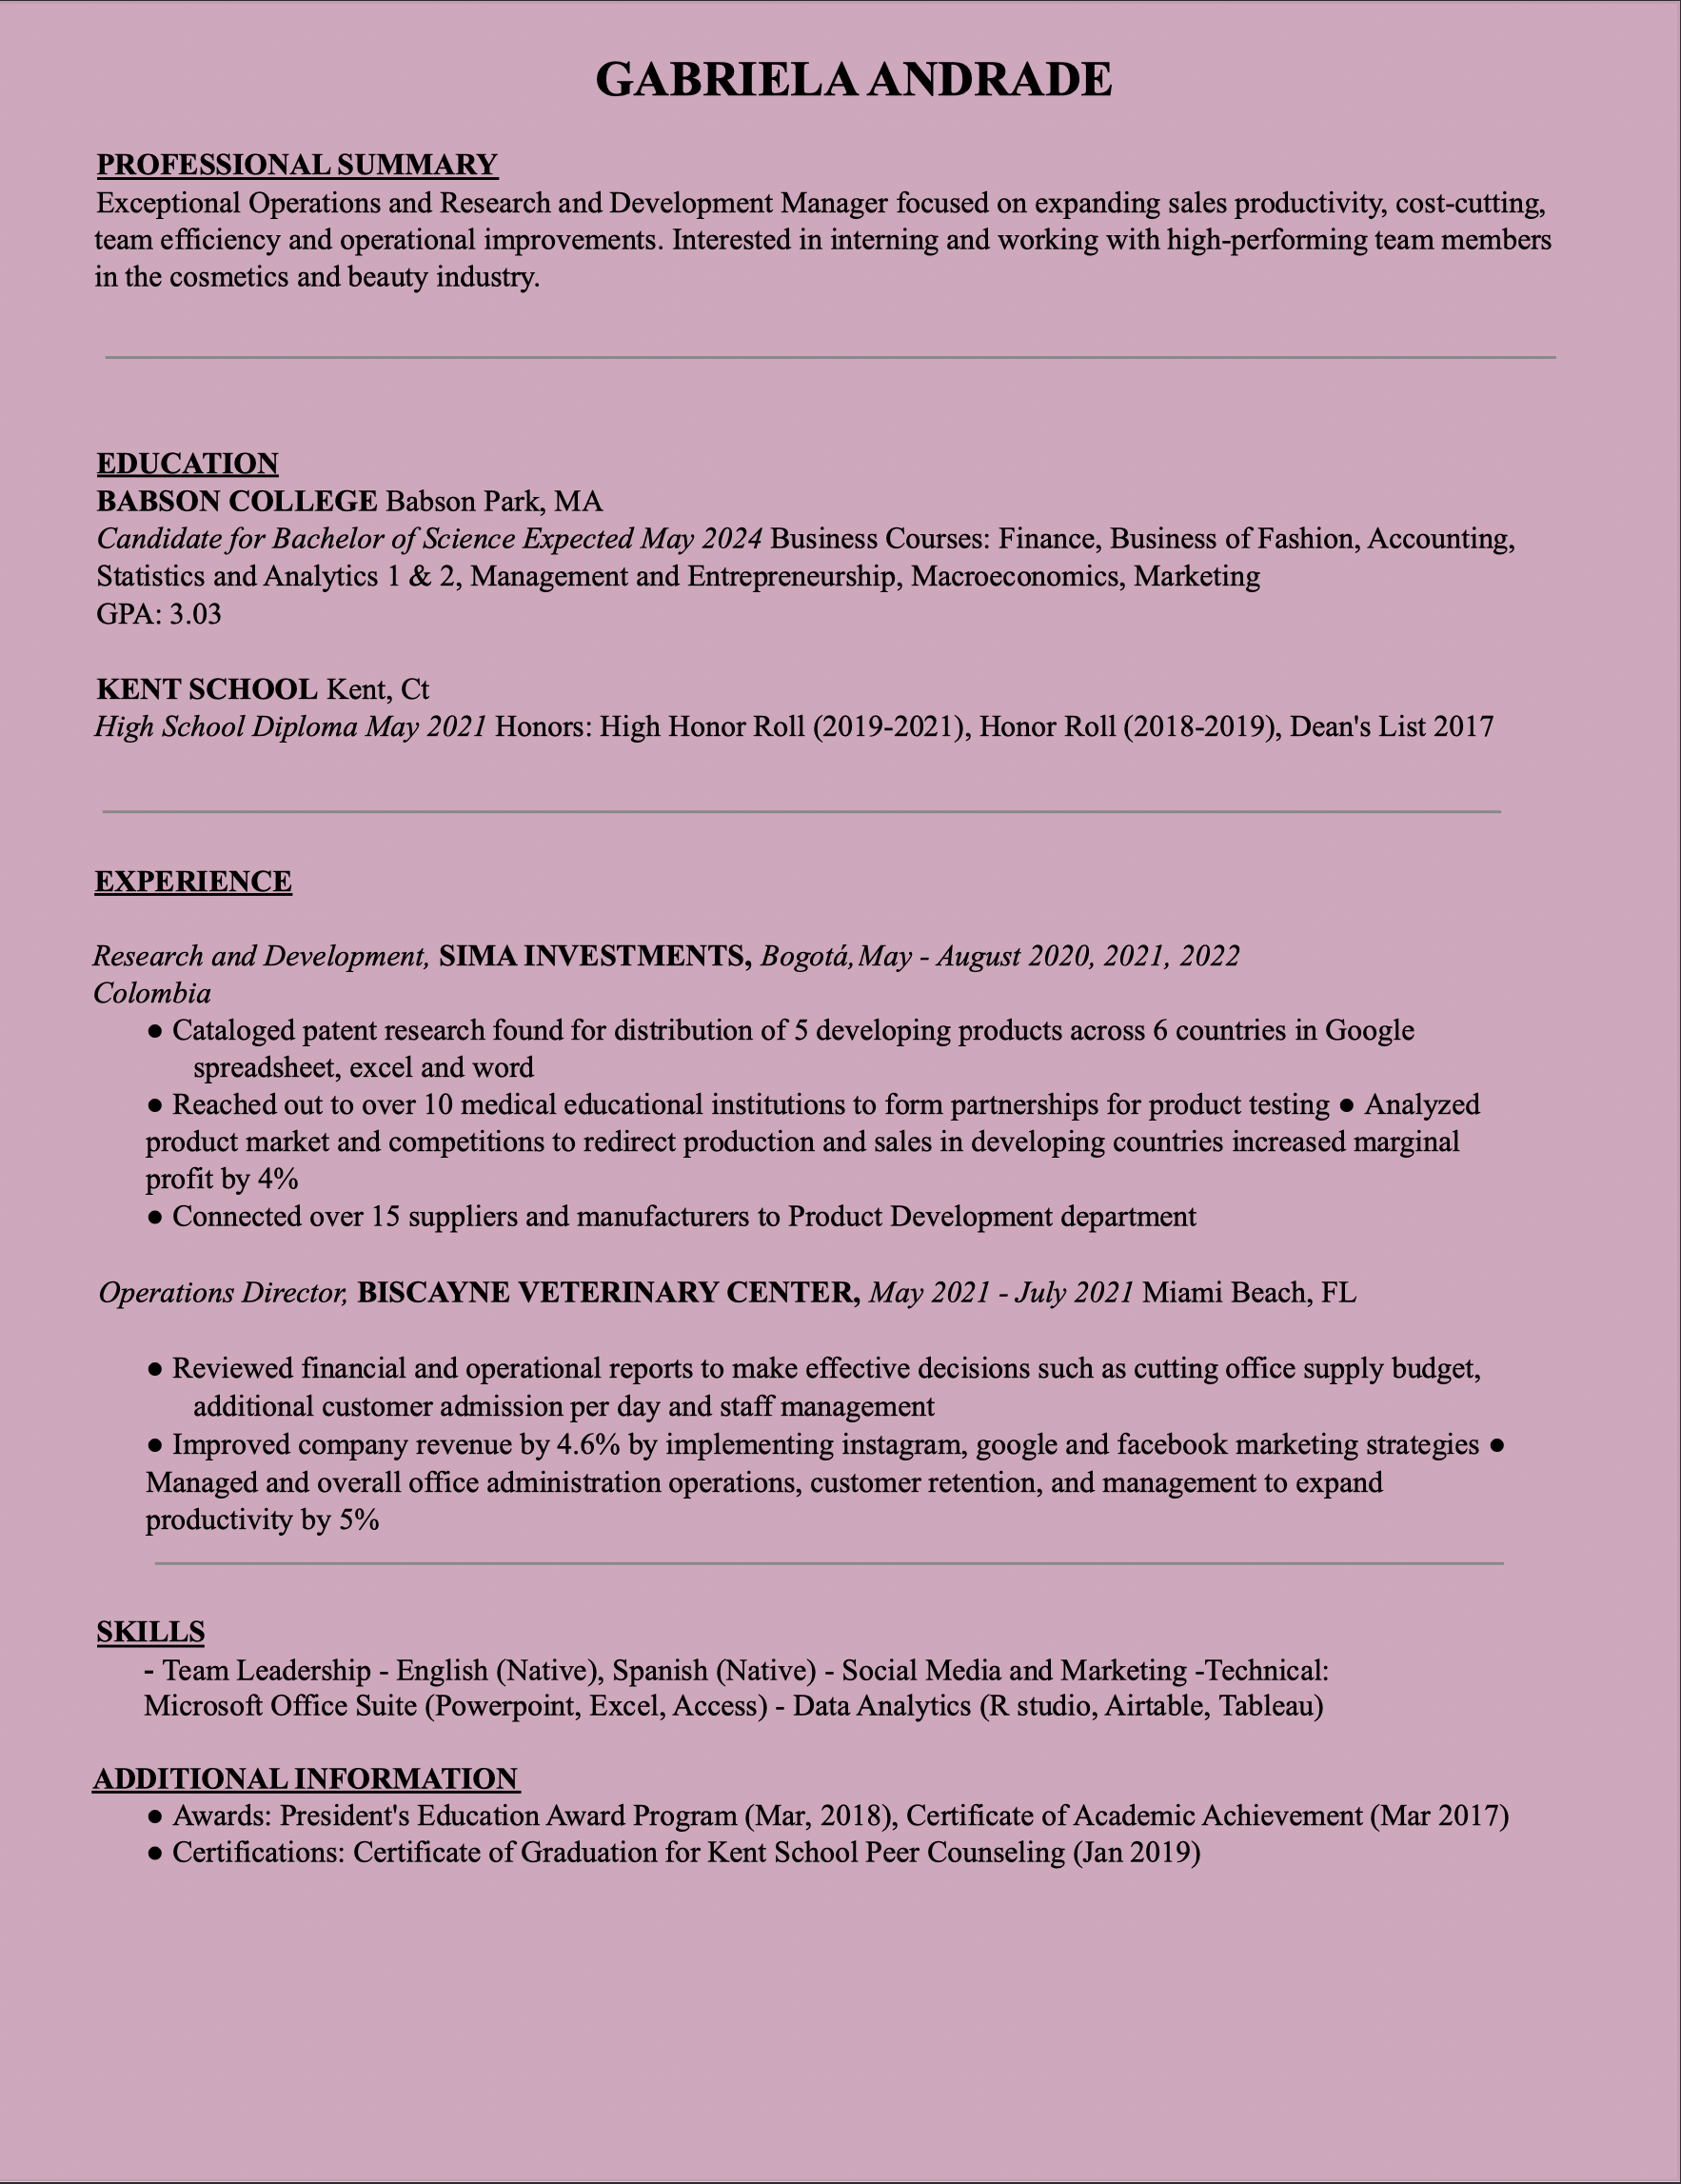 GABRIELA ANDRADE
PROFESSIONAL SUMMARY
Exceptional Operations and Research and Development Manager focused on expanding sales productivity, cost-cutting,
team efficiency and operational improvements. Interested in interning and working with high-performing team members
in the cosmetics and beauty industry.
EDUCATION
BABSON COLLEGE Babson Park, MA
Candidate for Bachelor of Science Expected May 2024 Business Courses: Finance, Business of Fashion, Accounting,
Statistics and Analytics 1 & 2, Management and Entrepreneurship, Macroeconomics, Marketing
GPA: 3.03
KENT SCHOOL Kent, Ct
High School Diploma May 2021 Honors: High Honor Roll (2019-2021), Honor Roll (2018-2019), Dean's List 2017
EXPERIENCE
Research and Development, SIMA INVESTMENTS, Bogotá, May - August 2020, 2021, 2022
Colombia
● Cataloged patent research found for distribution of 5 developing products across 6 countries in Google
spreadsheet, excel and word
● Reached out to over 10 medical educational institutions to form partnerships for product testing ● Analyzed
product market and competitions to redirect production and sales in developing countries increased marginal
profit by 4%
● Connected over 15 suppliers and manufacturers to Product Development department
Operations Director, BISCAYNE VETERINARY CENTER, May 2021 - July 2021 Miami Beach, FL
● Reviewed financial and operational reports to make effective decisions such as cutting office supply budget,
additional customer admission per day and staff management
● Improved company revenue by 4.6% by implementing instagram, google and facebook marketing strategies ●
Managed and overall office administration operations, customer retention, and management to expand
productivity by 5%
SKILLS
- Team Leadership - English (Native), Spanish (Native) - Social Media and Marketing -Technical:
Microsoft Office Suite (Powerpoint, Excel, Access) - Data Analytics (R studio, Airtable, Tableau)
ADDITIONAL INFORMATION
● Awards: President's Education Award Program (Mar, 2018), Certificate of Academic Achievement (Mar 2017)
● Certifications: Certificate of Graduation for Kent School Peer Counseling (Jan 2019)